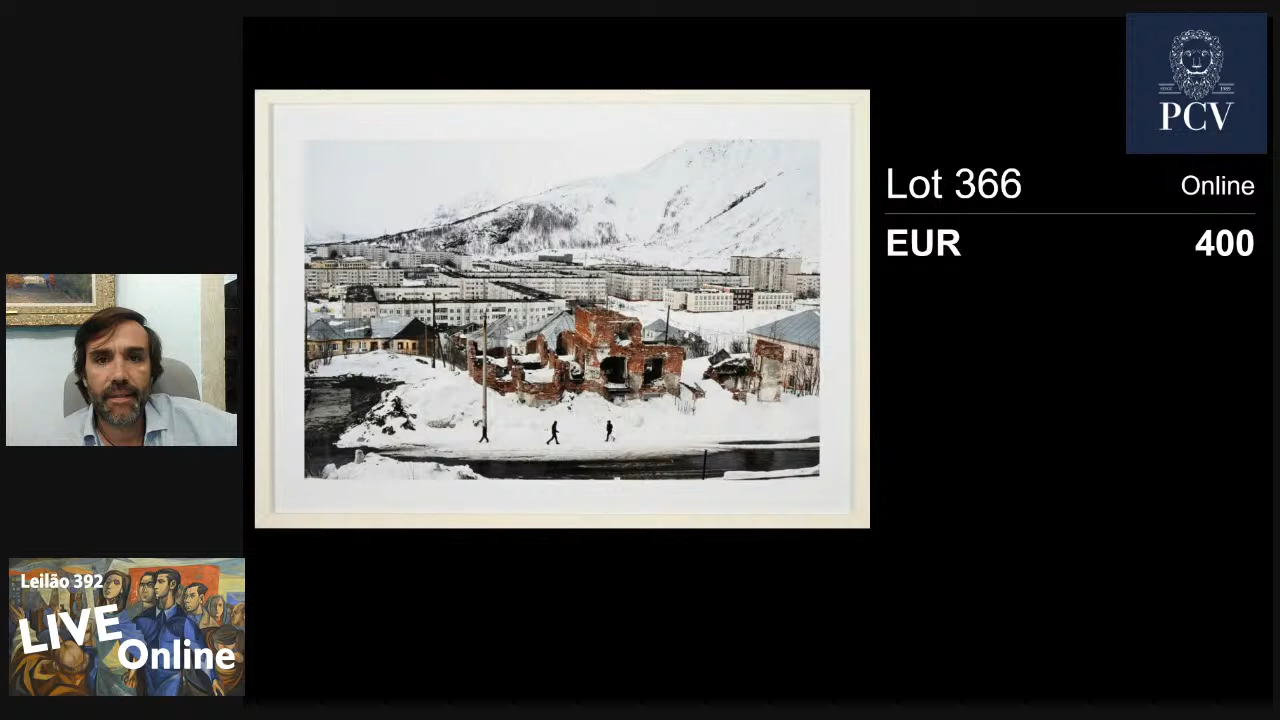 SINCE 1989
PCV
Lot 366 Online
EUR 400
Leilão 392
LIVE
Online